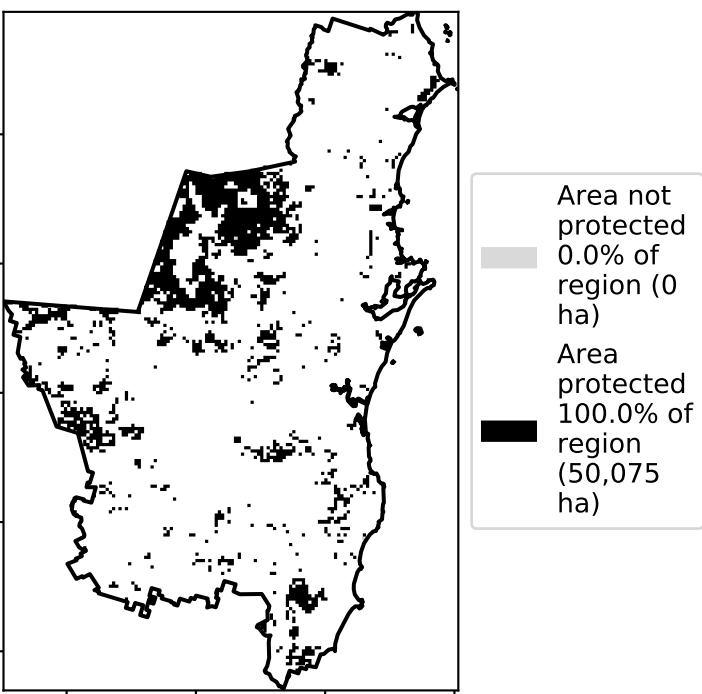 Area not
protected
0.0% of
region (0
ha)
Area
protected
100.0% of
region
(50,075
ha)